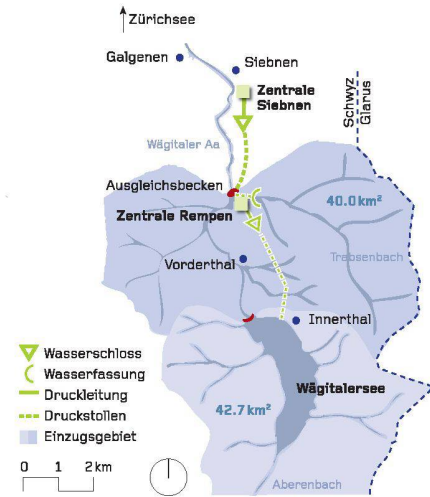 Zürichsee
Galgenen
Siebnen
Zentrale
Siebnen
Schwyz
Glarus
Wägitaler Aa
Ausgleichsbecken
40.0 km²
Zentrale Rempen
Trebsenbach
Vorderthal
Innerthal
Wasserschloss
Wasserfassung
Druckleitung
Wägitalersee
Druckstollen
42.7 km²
Einzugsgebiet
0 1 2 km
Aberenbach